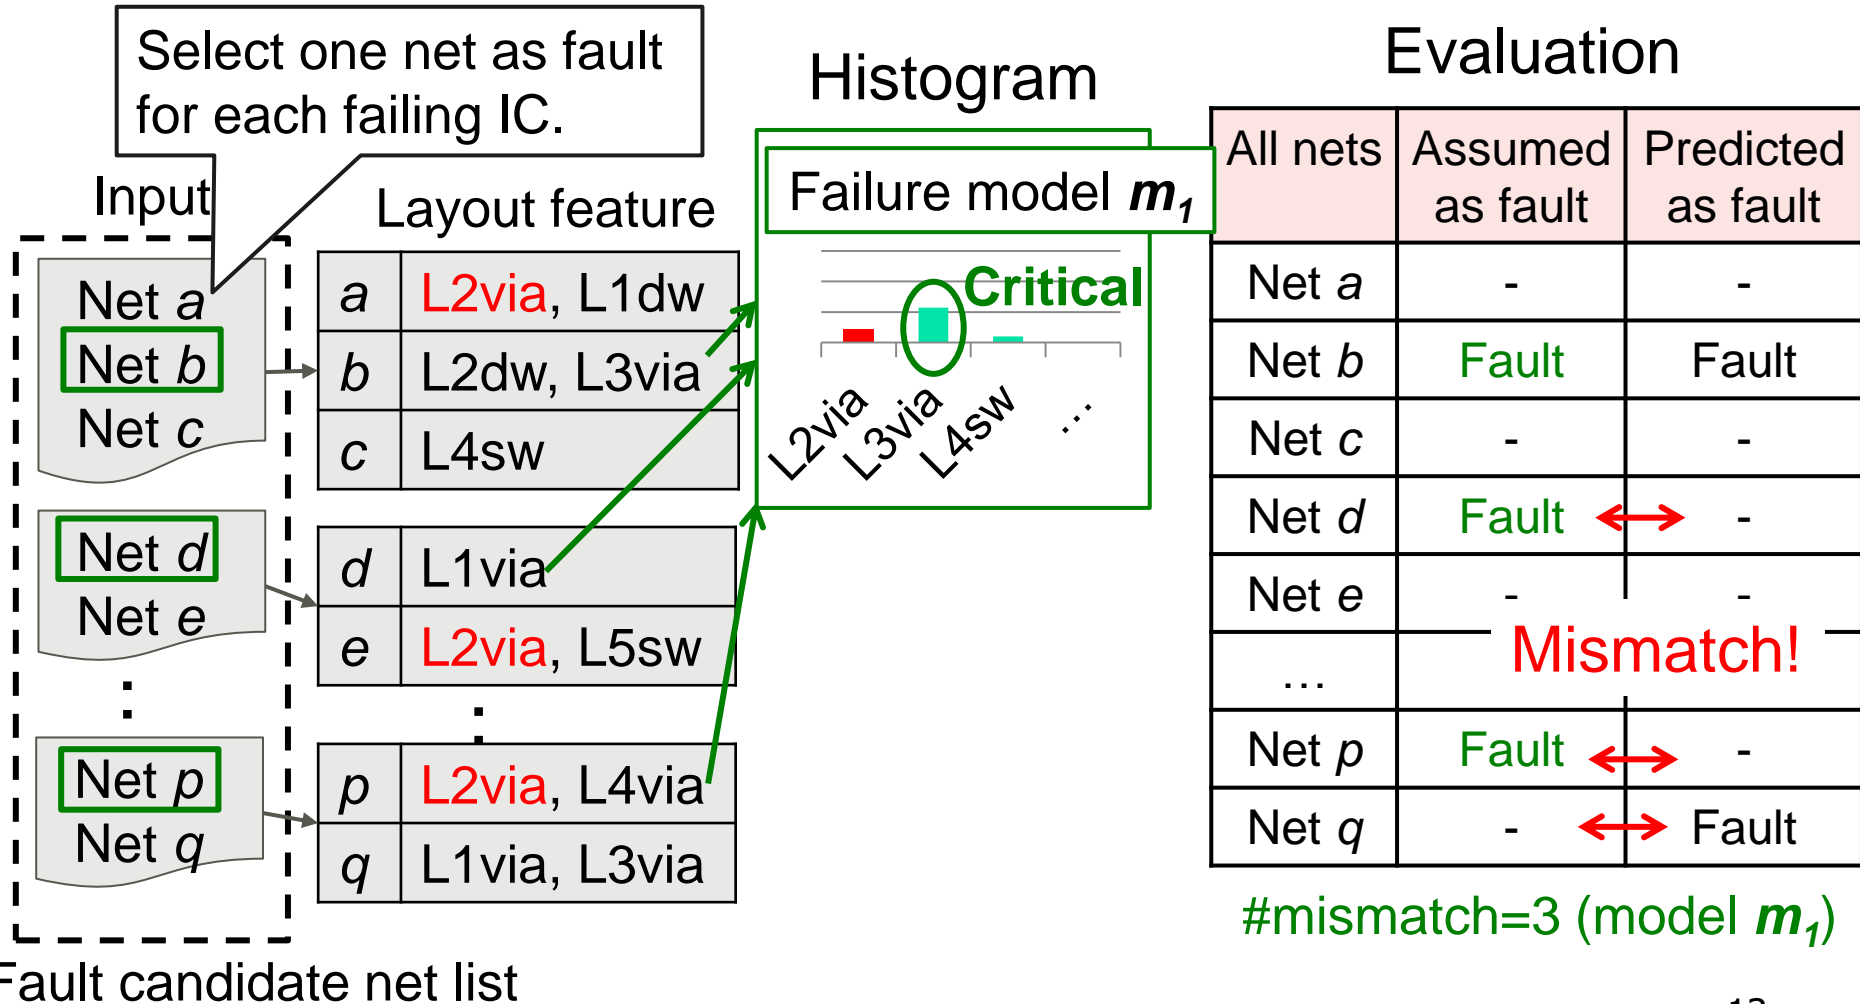 Select one net as fault
for each failing IC.
Input
Net a
Net b
Net c
Net d
Net e
:
Net p
Net q
Fault candidate net list
Layout feature
a L2via, L1dw
b L2dw, L3via
c L4sw
d L1via
e L2via, L5sw
:
p L2via, L4via
q L1via, L3via
Histogram
Failure model m1
Critical
L2via L3via L4sw …
Evaluation
All nets Assumed as fault Predicted as fault
Net a - -
Net b Fault Fault
Net c - -
Net d Fault -
Net e - -
Mismatch!
…
Net p Fault -
Net q - Fault
#mismatch=3 (model m1)